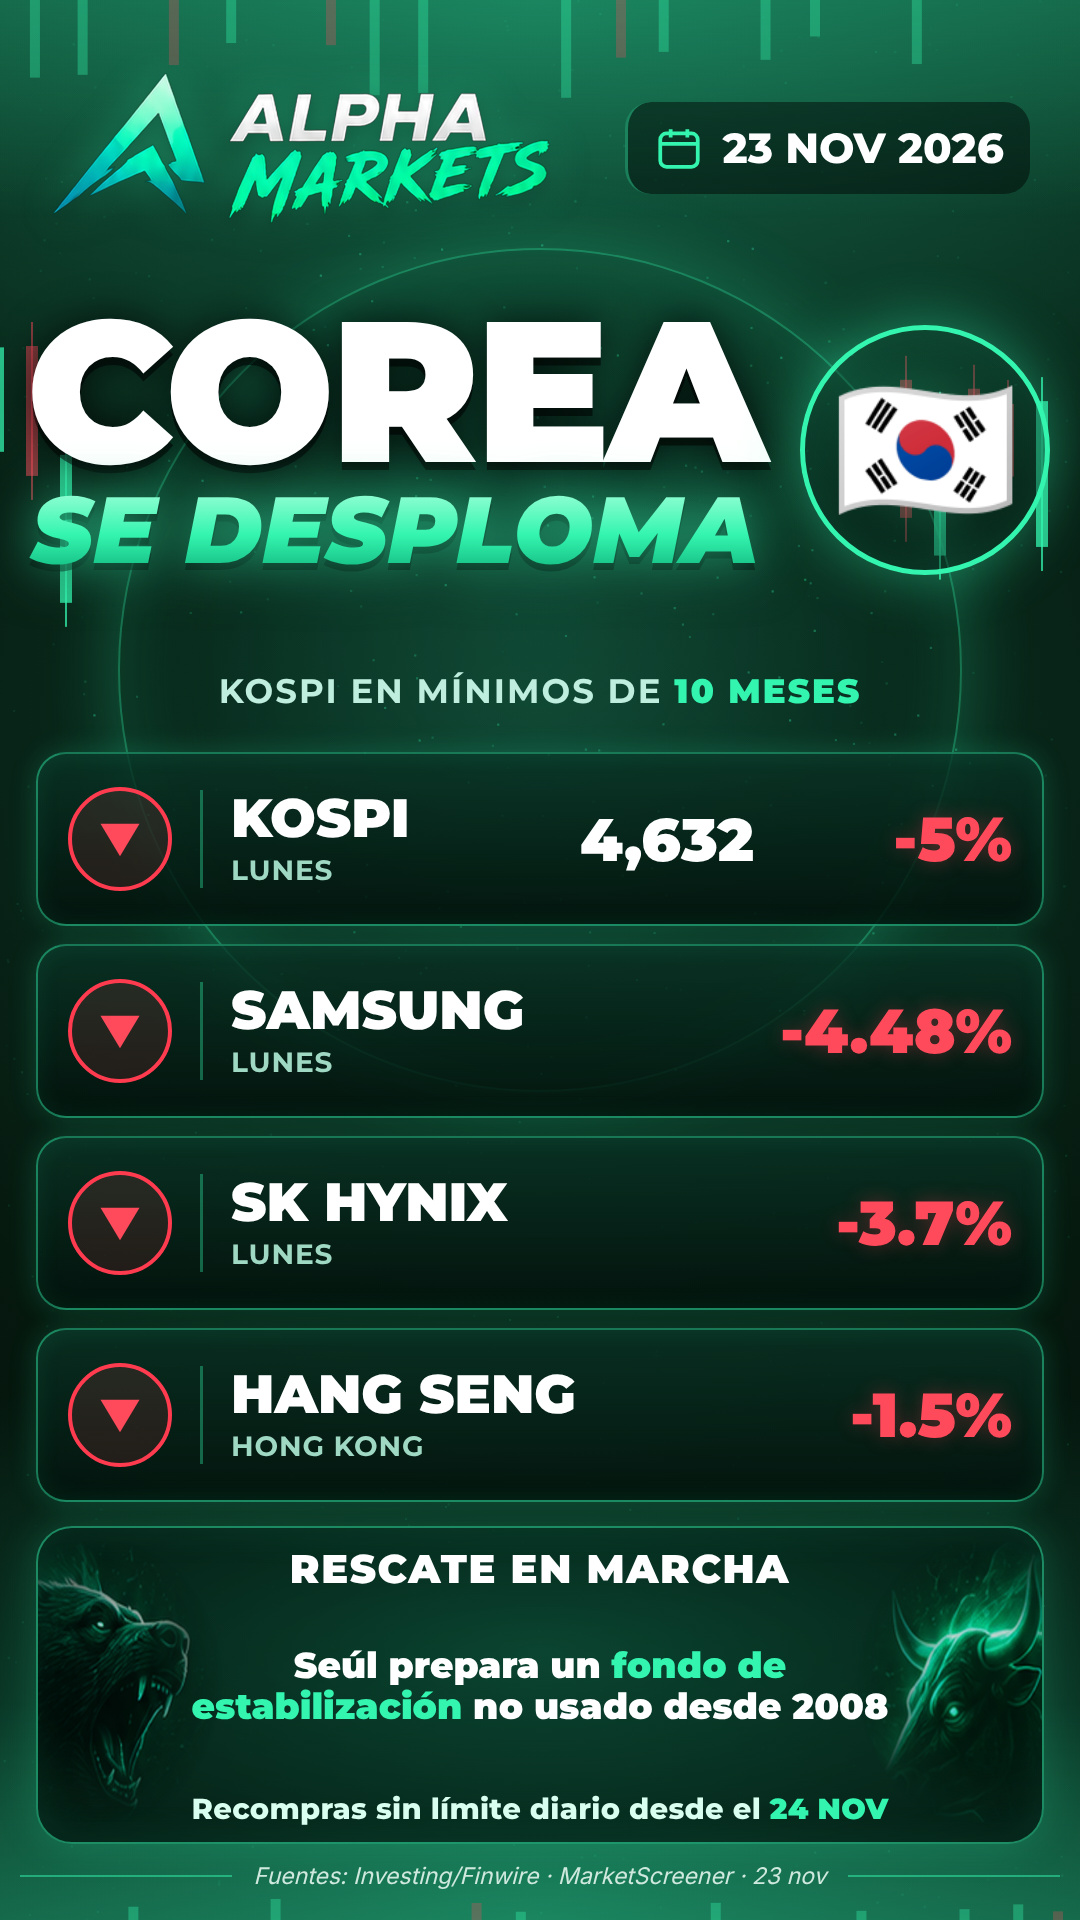 ALPHA
MARKETS
23 NOV 2026
COREA
SE DESPLOMA
KOSPI EN MÍNIMOS DE 10 MESES
KOSPI
LUNES
4,632
-5%
SAMSUNG
LUNES
-4.48%
SK HYNIX
LUNES
-3.7%
HANG SENG
HONG KONG
-1.5%
RESCATE EN MARCHA
Seúl prepara un fondo de
estabilización no usado desde 2008
Recompras sin límite diario desde el 24 NOV
Fuentes: Investing/Finwire · MarketScreener · 23 nov